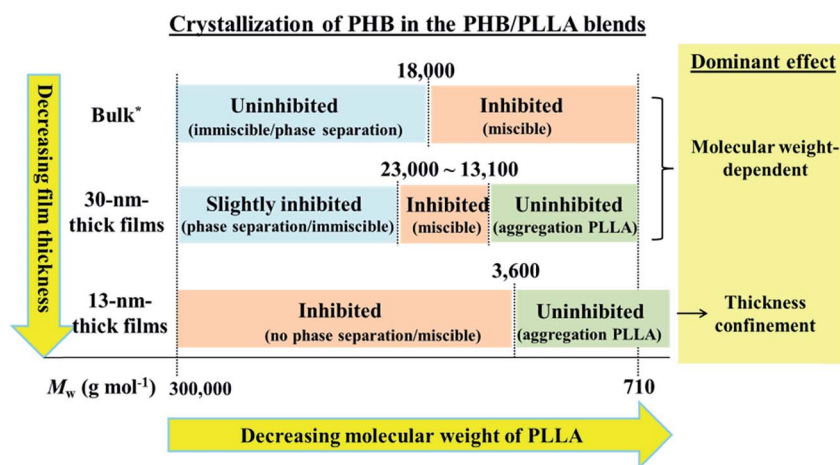 Crystallization of PHB in the PHB/PLLA blends
Dominant effect
Decreasing film thickness
18,000
Bulk*
Uninhibited
(immiscible/phase separation)
Inhibited
(miscible)
Molecular weight-
dependent
23,000 ~ 13,100
30-nm-
thick films
Slightly inhibited
(phase separation/immiscible)
Inhibited
(miscible)
Uninhibited
(aggregation PLLA)
3,600
13-nm-
thick films
Inhibited
(no phase separation/miscible)
Uninhibited
(aggregation PLLA)
Thickness
confinement
Mw (g mol-1)
300,000
710
Decreasing molecular weight of PLLA